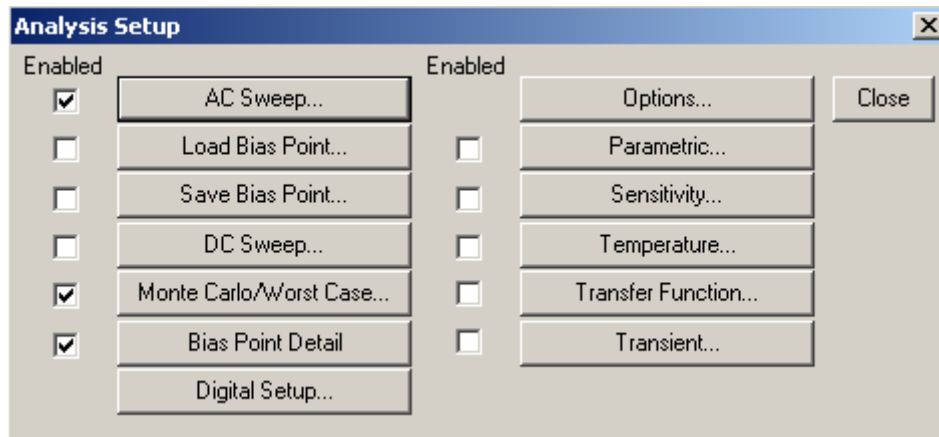 Analysis Setup
Enabled Enabled
AC Sweep... Options... Close
Load Bias Point... Parametric...
Save Bias Point... Sensitivity...
DC Sweep... Temperature...
Monte Carlo/Worst Case... Transfer Function...
Bias Point Detail Transient...
Digital Setup...